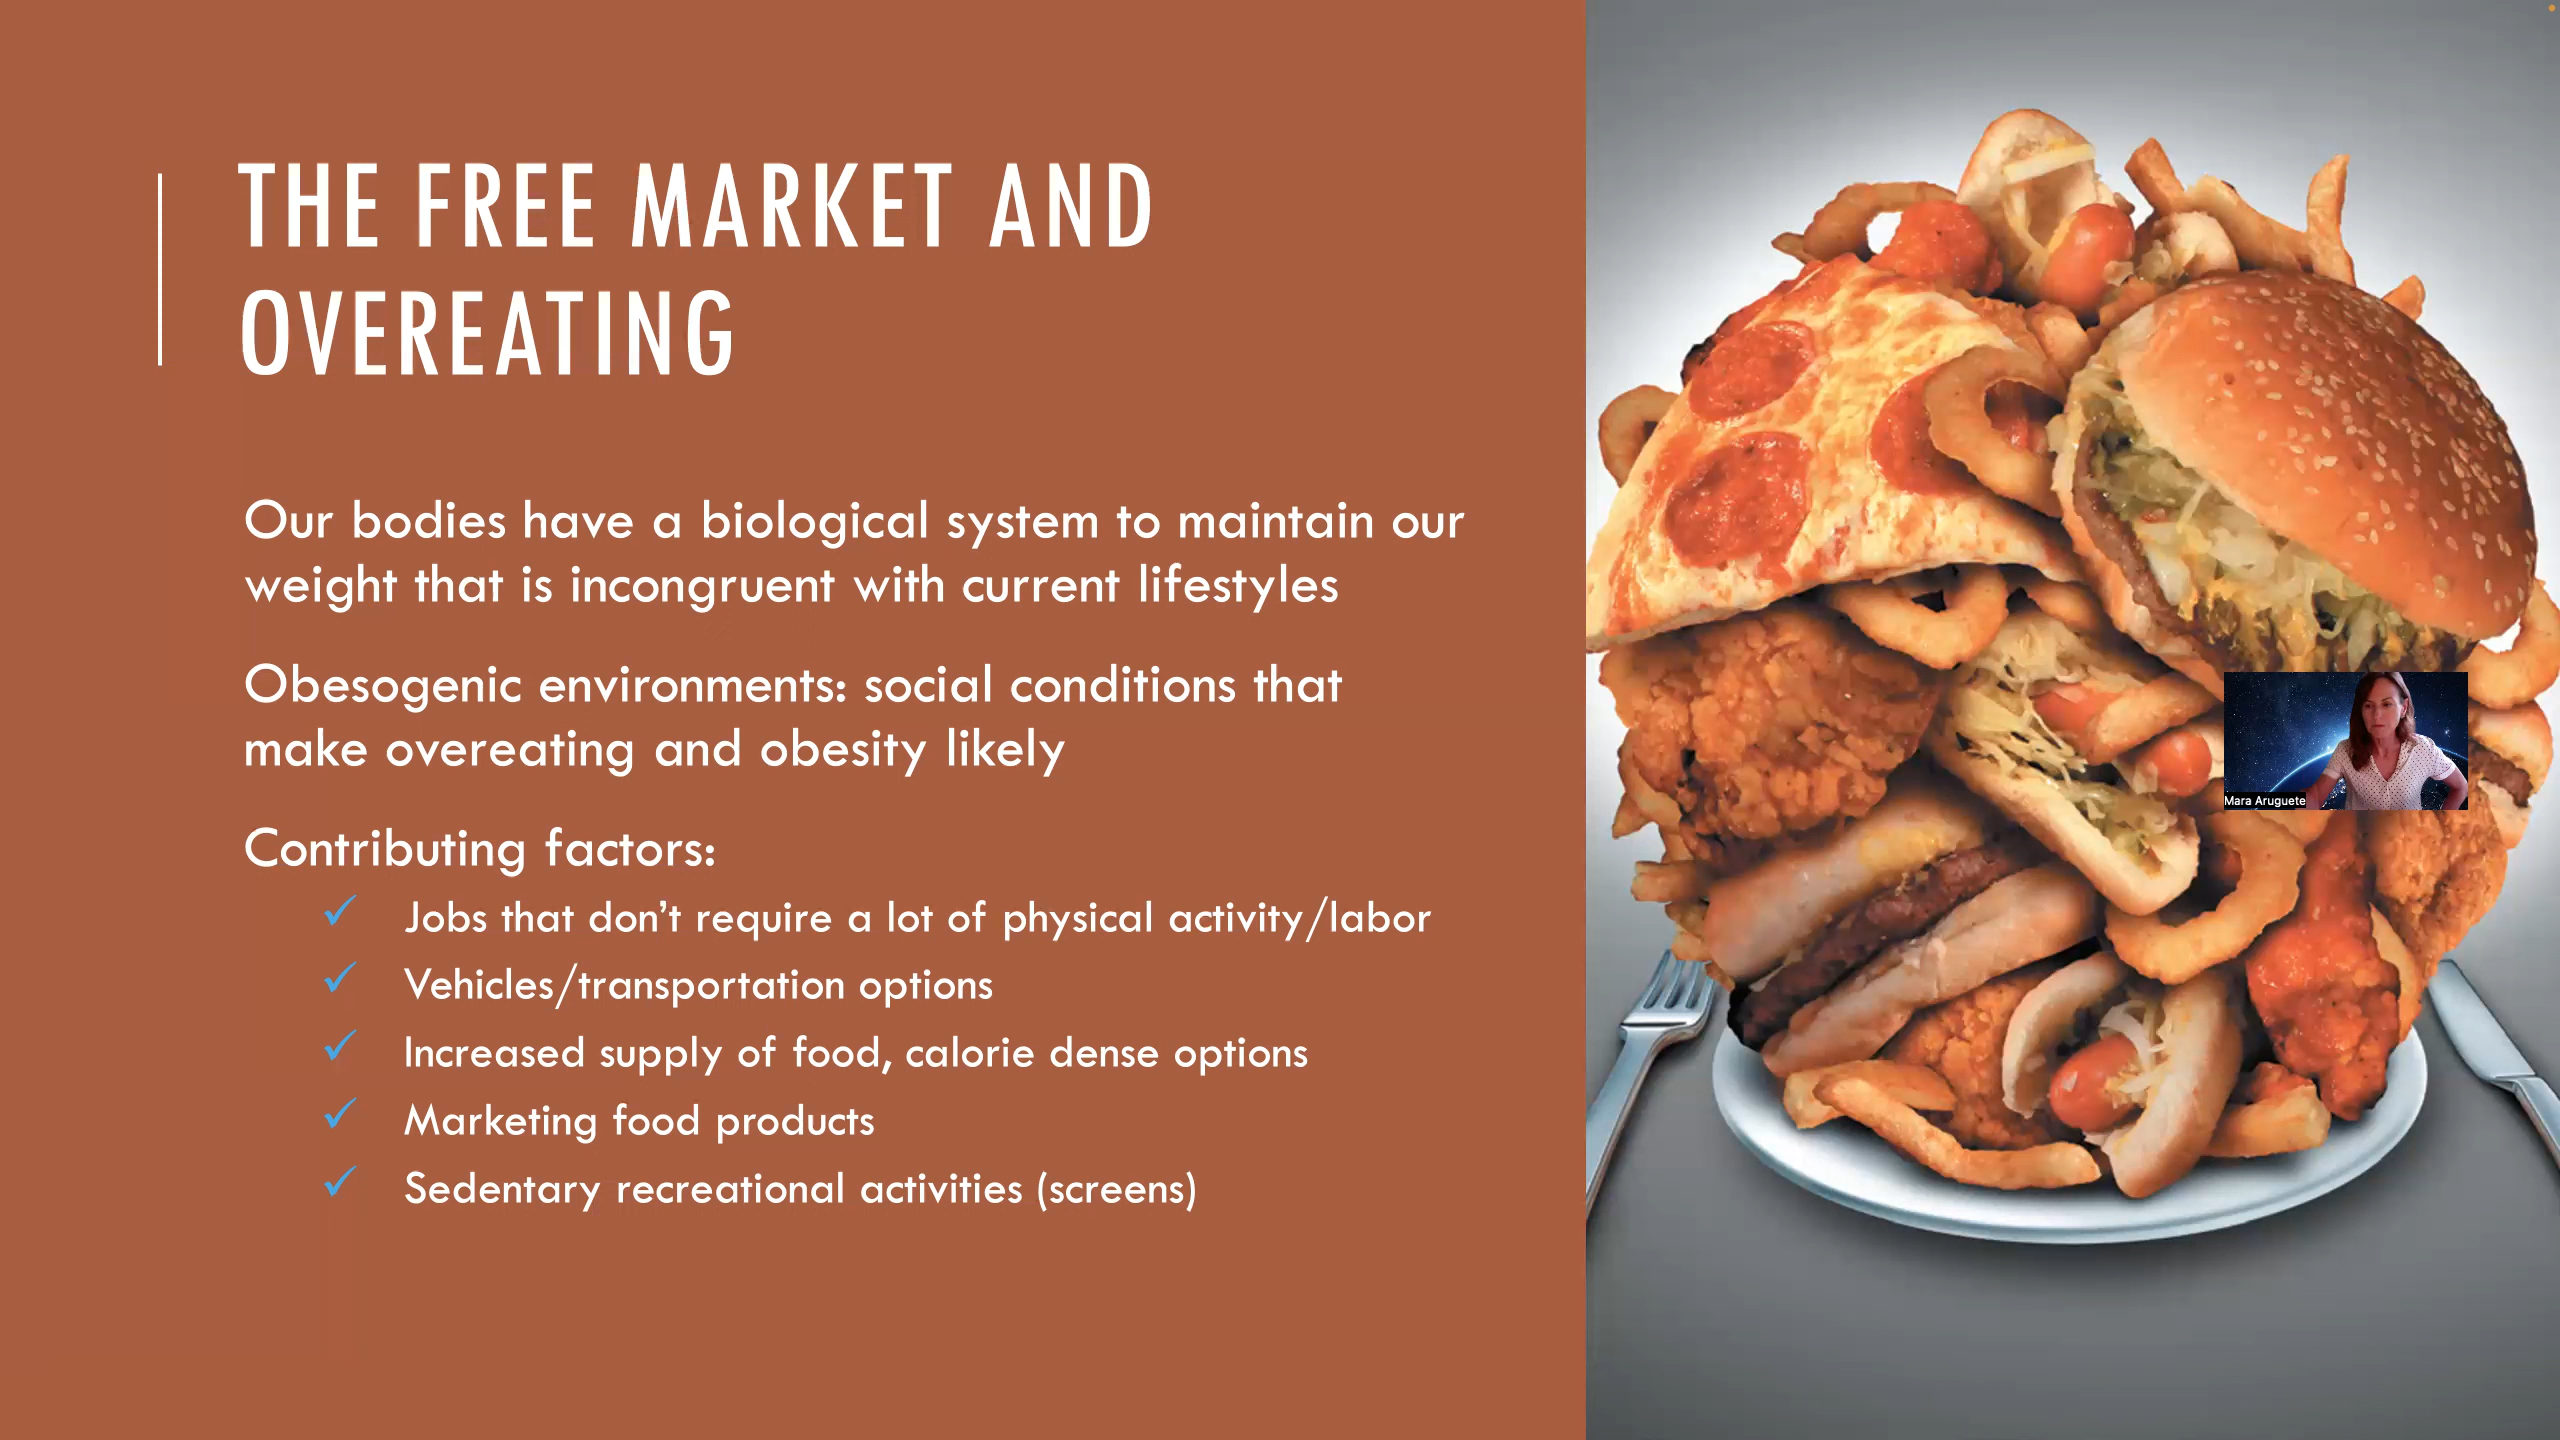 THE FREE MARKET AND
OVEREATING
Our bodies have a biological system to maintain our
weight that is incongruent with current lifestyles
Obesogenic environments: social conditions that
make overeating and obesity likely
Contributing factors:
✓ Jobs that don’t require a lot of physical activity/labor
✓ Vehicles/transportation options
✓ Increased supply of food, calorie dense options
✓ Marketing food products
✓ Sedentary recreational activities (screens)
Mara Aruguete